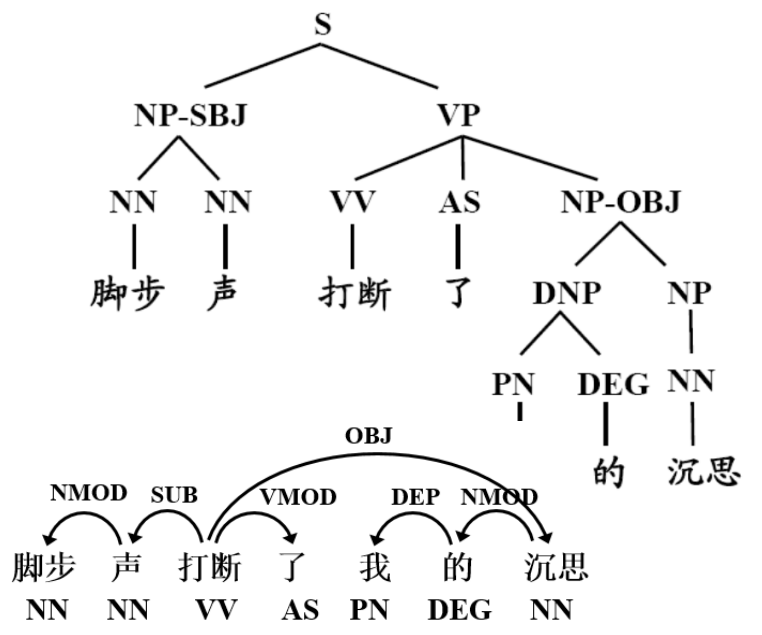 S
NP-SBJ VP
NN NN VV AS NP-OBJ
脚步 声 打断 了 DNP NP
PN DEG NN
的 沉思
OBJ
NMOD SUB VMOD DEP NMOD
脚步 声 打断 了 我 的 沉思
NN NN VV AS PN DEG NN